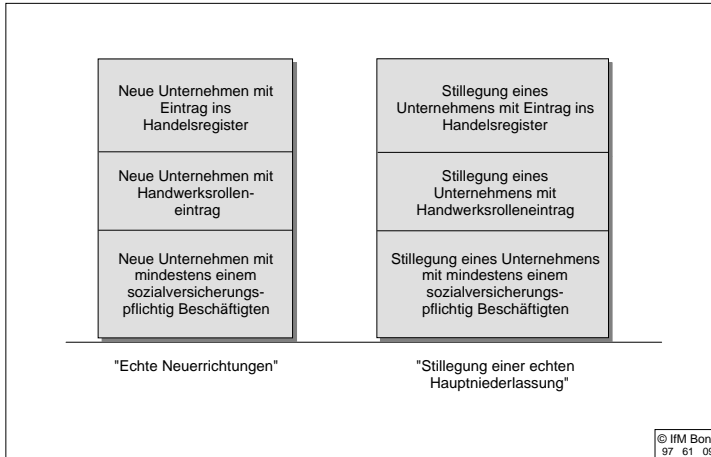 Neue Unternehmen mit
Eintrag ins
Handelsregister
Neue Unternehmen mit
Handwerksrollen-
eintrag
Neue Unternehmen mit
mindestens einem
sozialversicherungs-
pflichtig Beschäftigten
"Echte Neuerrichtungen"
Stillegung eines
Unternehmens mit Eintrag ins
Handelsregister
Stillegung eines
Unternehmens mit
Handwerksrolleneintrag
Stillegung eines Unternehmens
mit mindestens einem
sozialversicherungs-
pflichtig Beschäftigten
"Stillegung einer echten
Hauptniederlassung"
© IfM Bon
97 61 09